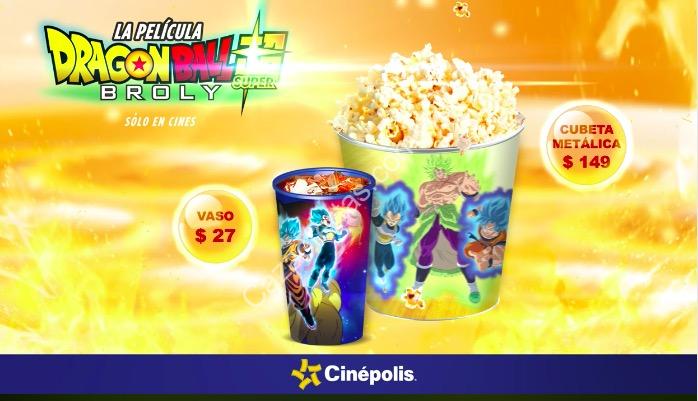 LA PELÍCULA
DRAGON BALL
SUPER
BROLY
SÓLO EN CINES
CUBETA
METÁLICA
$ 149
VASO
$ 27
Cinépolis.